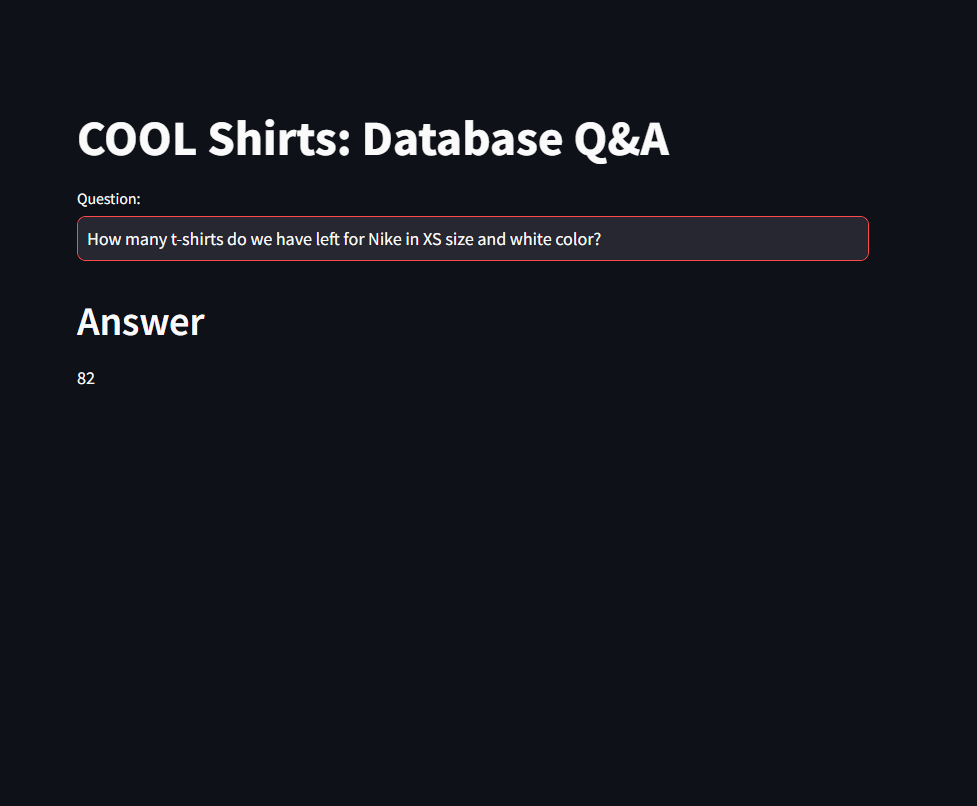 COOL Shirts: Database Q&A
Question:
How many t-shirts do we have left for Nike in XS size and white color?
Answer
82